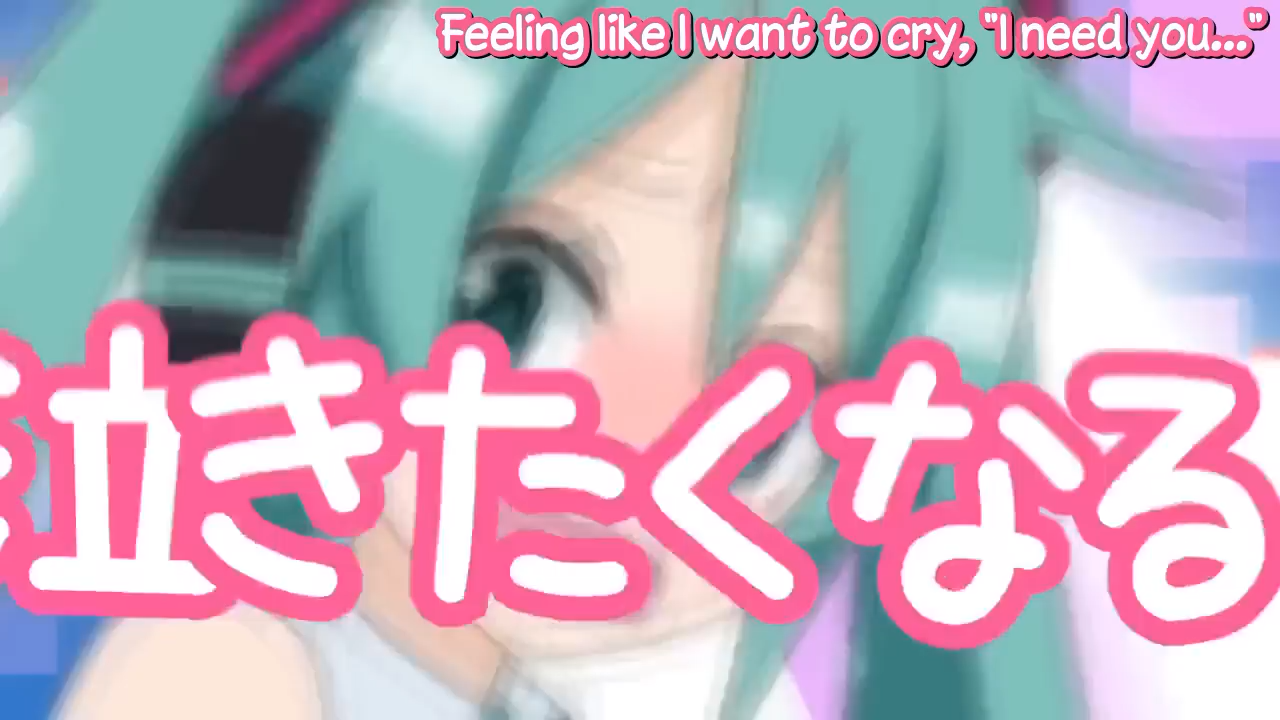 Feeling like I want to cry, "I need you..."
泣きたくなる